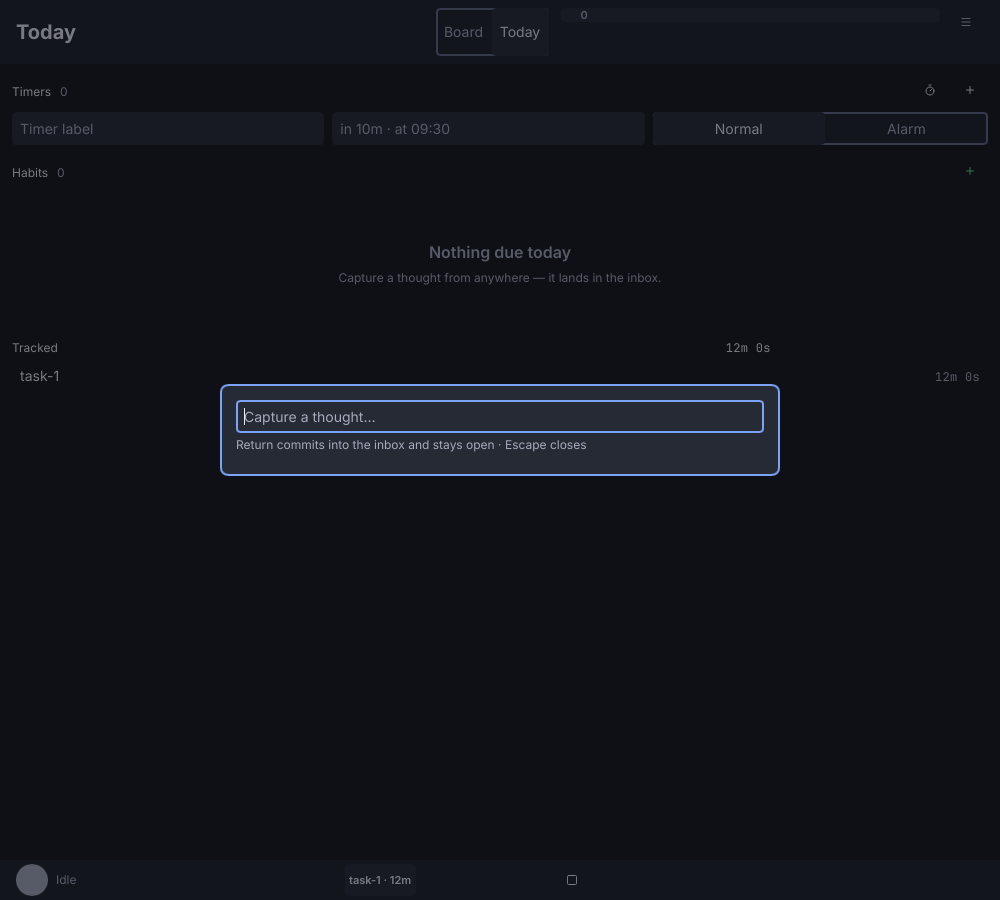 Today
Board Today
0
Timers 0
+
Timer label
in 10m · at 09:30
Normal
Alarm
Habits 0
+
Nothing due today
Capture a thought from anywhere — it lands in the inbox.
Tracked 12m 0s
task-1 12m 0s
Capture a thought...
Return commits into the inbox and stays open · Escape closes
Idle
task-1 · 12m